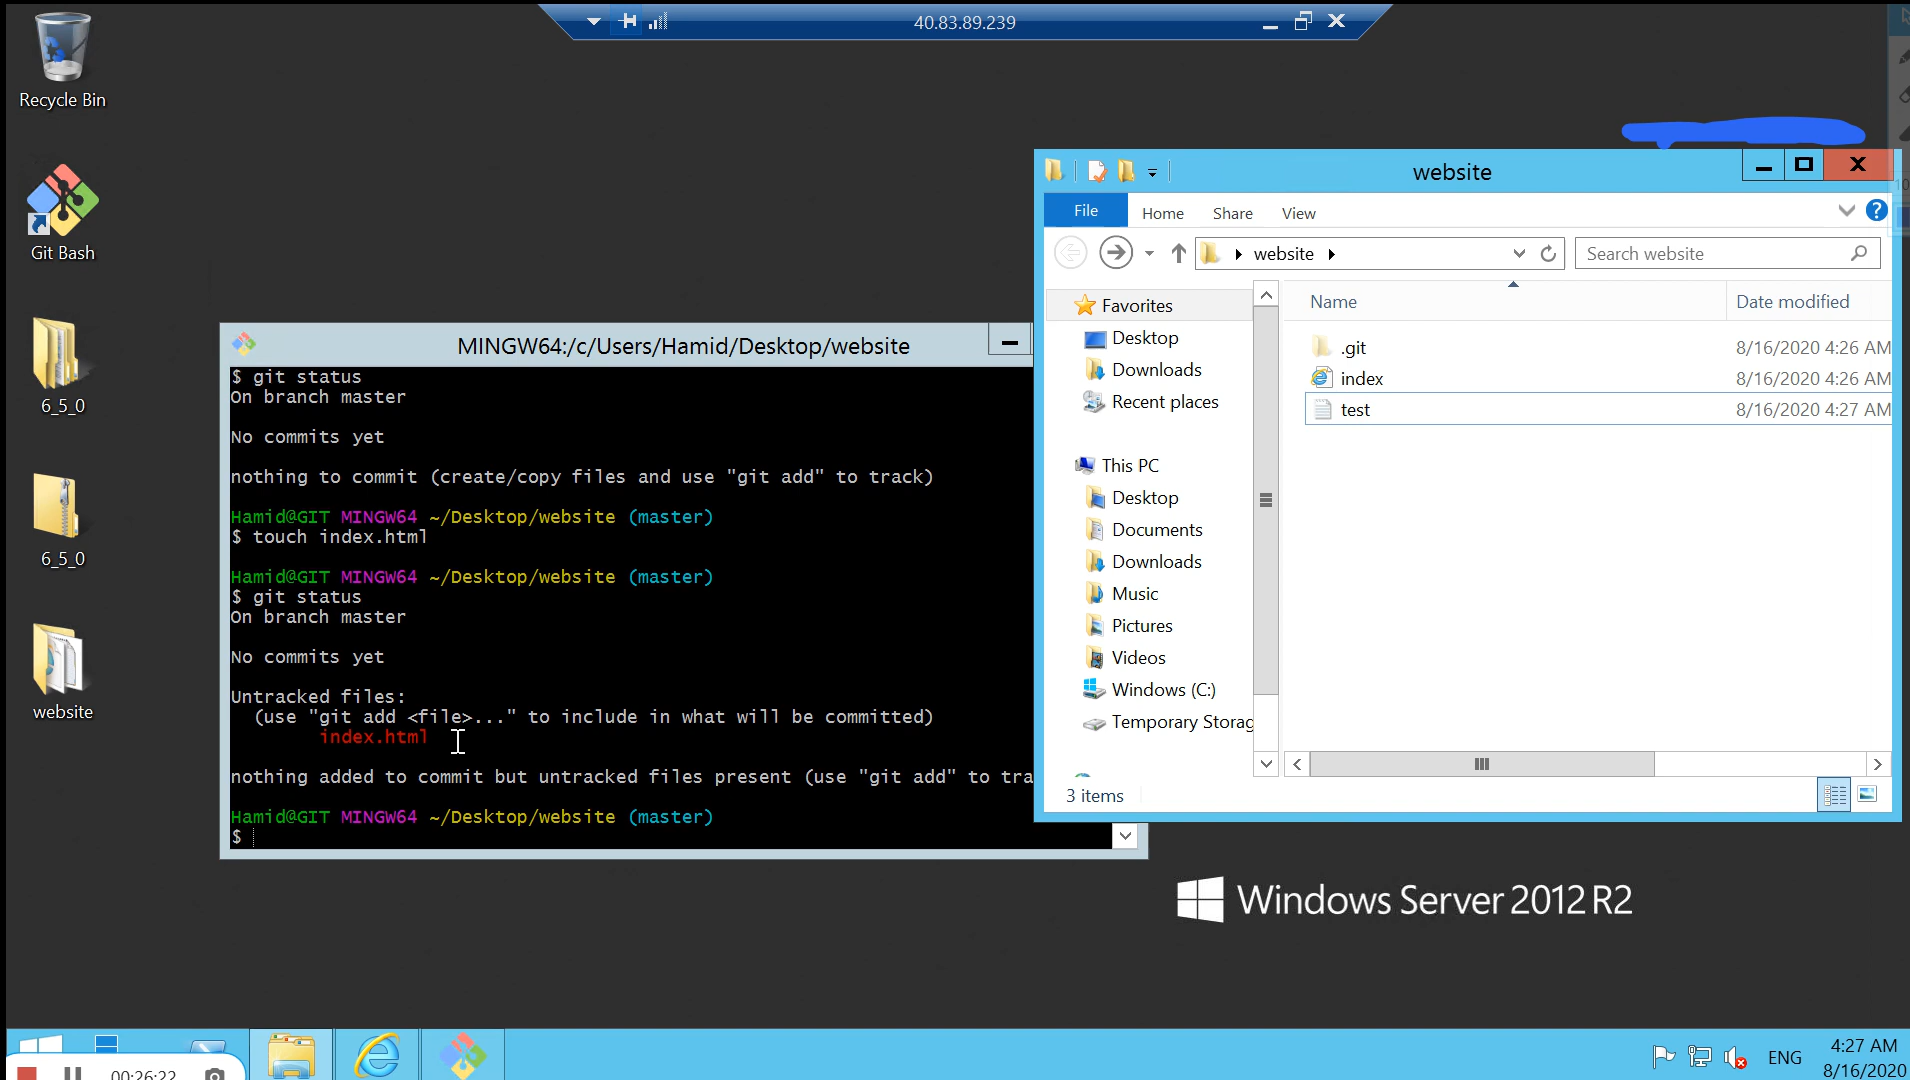 40.83.89.239
Recycle Bin
Git Bash
6_5_0
6_5_0
website
MINGW64:/c/Users/Hamid/Desktop/website
$ git status
On branch master
No commits yet
nothing to commit (create/copy files and use "git add" to track)
Hamid@GIT MINGW64 ~/Desktop/website (master)
$ touch index.html
Hamid@GIT MINGW64 ~/Desktop/website (master)
$ git status
On branch master
No commits yet
Untracked files:
(use "git add <file>..." to include in what will be committed)
index.html
nothing added to commit but untracked files present (use "git add" to tra
Hamid@GIT MINGW64 ~/Desktop/website (master)
$
website
File Home Share View
website
Search website
Name Date modified
.git 8/16/2020 4:26 AM
index 8/16/2020 4:26 AM
test 8/16/2020 4:27 AM
Favorites
Desktop
Downloads
Recent places
This PC
Desktop
Documents
Downloads
Music
Pictures
Videos
Windows (C:)
Temporary Storag
3 items
Windows Server 2012 R2
00:26:22
ENG
4:27 AM
8/16/2020